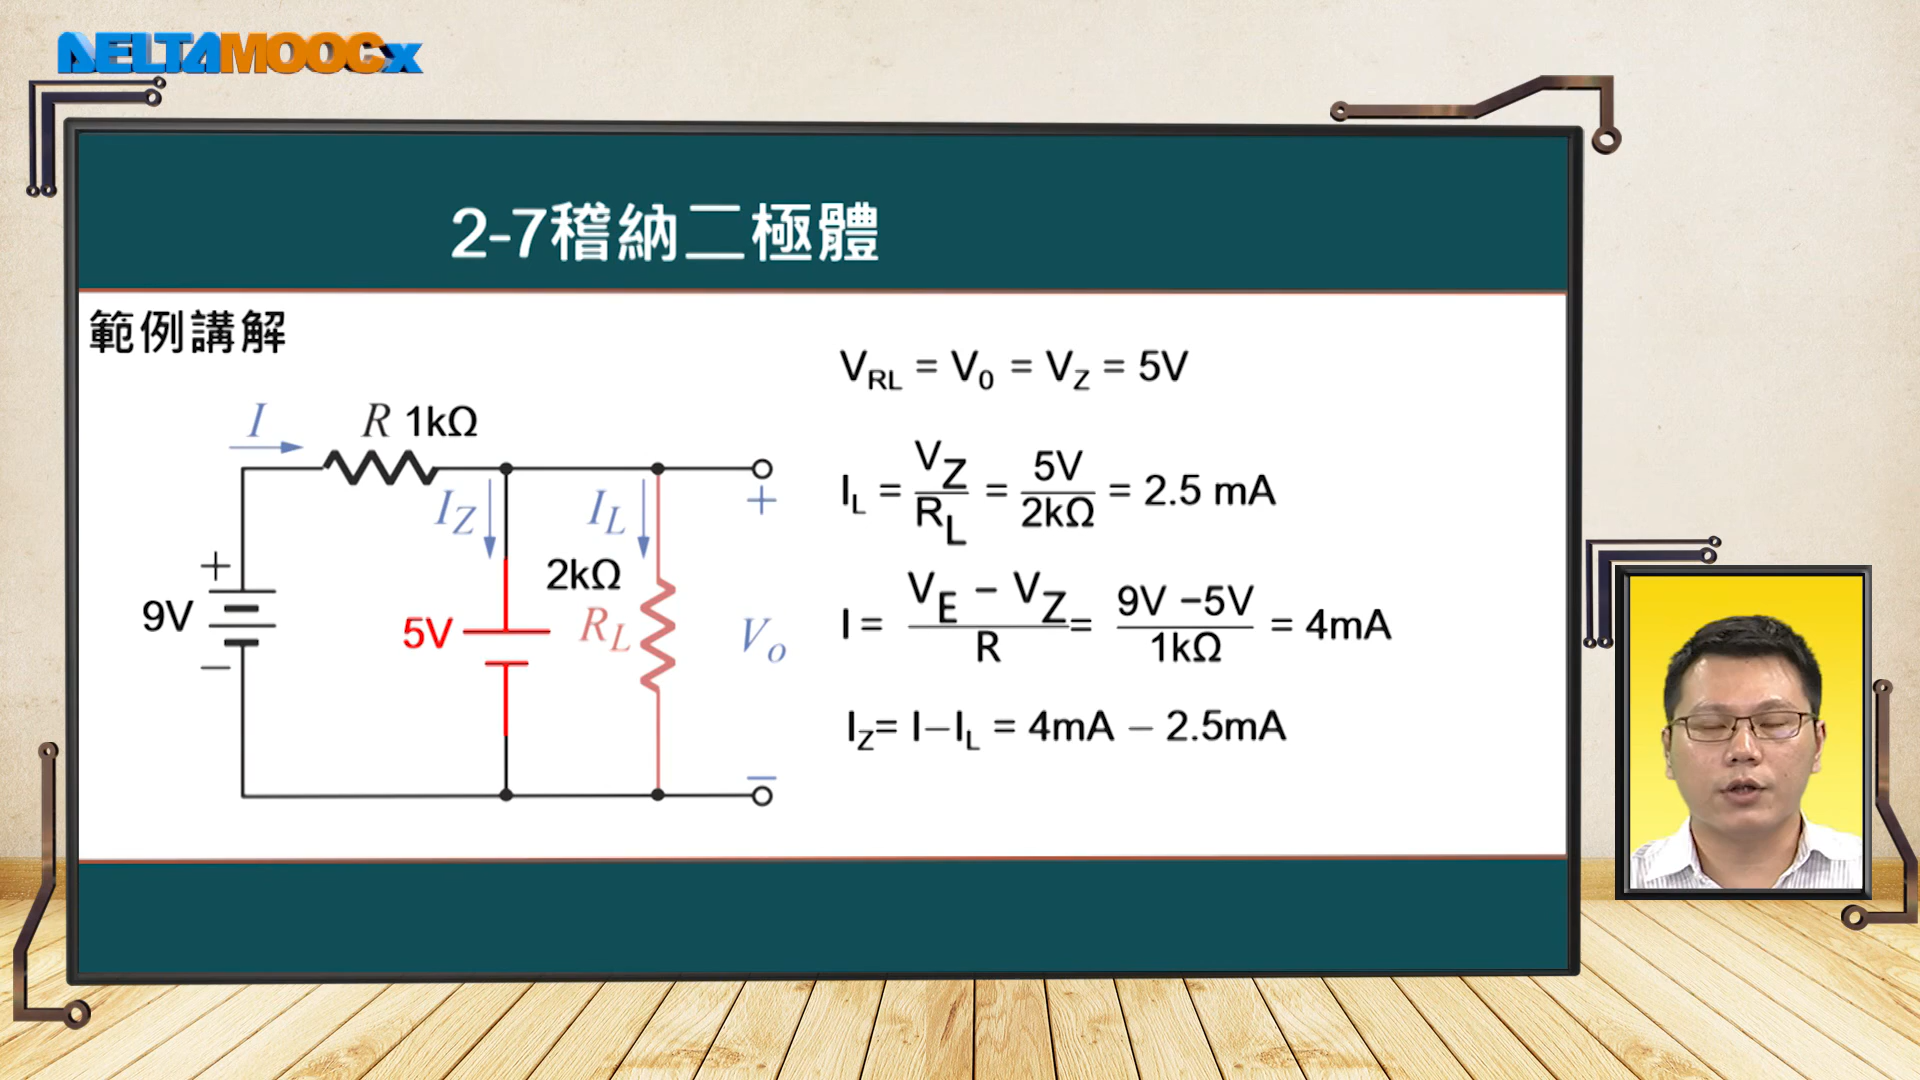 DELTAMOOCx
2-7稽納二極體
範例講解
I
R 1kΩ
I_Z
I_L
+
+
9V
−
5V
2kΩ
R_L
V_o
−
V_RL = V_0 = V_Z = 5V
I_L = V_Z / R_L = 5V / 2kΩ = 2.5 mA
I = V_E − V_Z / R = 9V −5V / 1kΩ = 4mA
I_Z= I−I_L = 4mA − 2.5mA